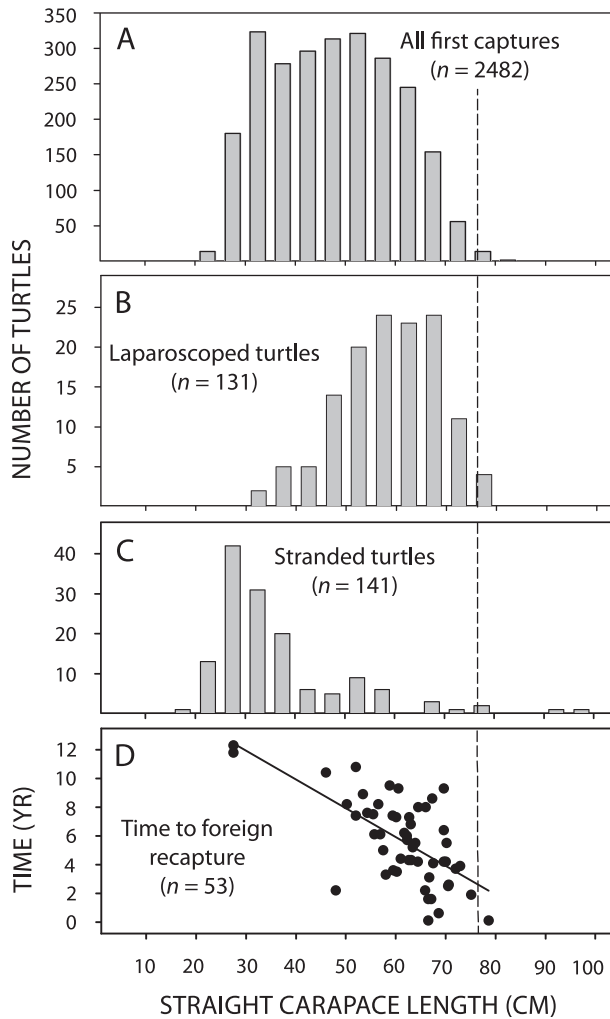 NUMBER OF TURTLES
A
All first captures
(n = 2482)
350
300
250
200
150
100
50
B
Laparoscoped turtles
(n = 131)
25
20
15
10
5
C
Stranded turtles
(n = 141)
40
30
20
10
TIME (YR)
D
Time to foreign
recapture
(n = 53)
12
10
8
6
4
2
0
10 20 30 40 50 60 70 80 90 100
STRAIGHT CARAPACE LENGTH (CM)